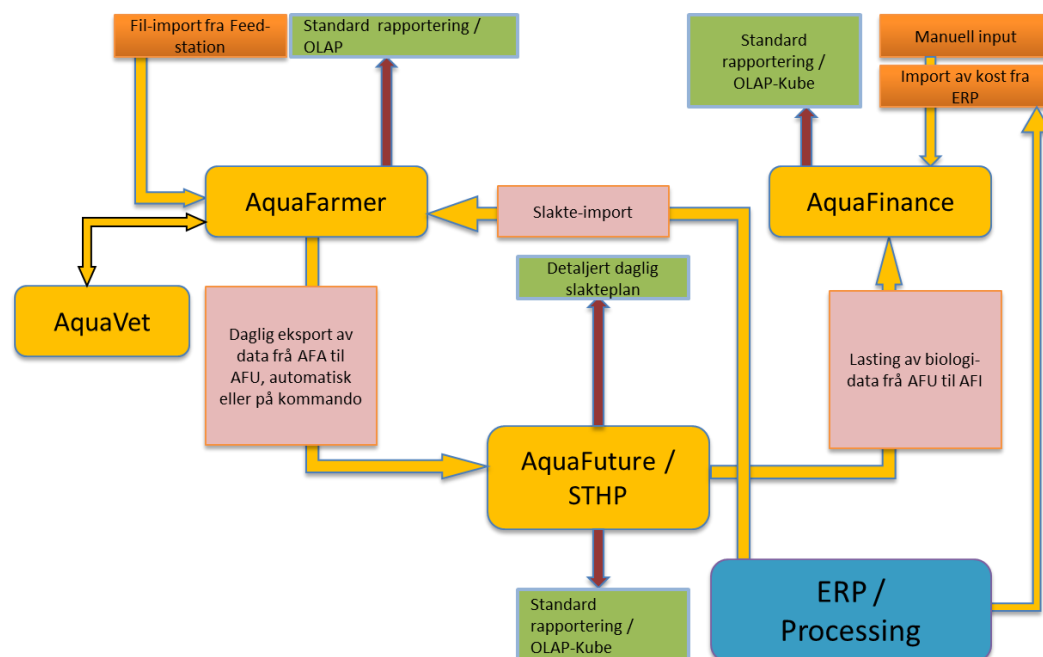 Fil-import fra Feed-
station
Standard rapportering /
OLAP
Standard
rapportering /
OLAP-Kube
Manuell input
Import av kost fra
ERP
AquaFarmer
Slakte-import
AquaFinance
Detaljert daglig
slakteplan
AquaVet
Daglig eksport av
data frå AFA til
AFU, automatisk
eller på kommando
Lasting av biologi-
data frå AFU til AFI
AquaFuture /
STHP
Standard
rapportering /
OLAP-Kube
ERP /
Processing